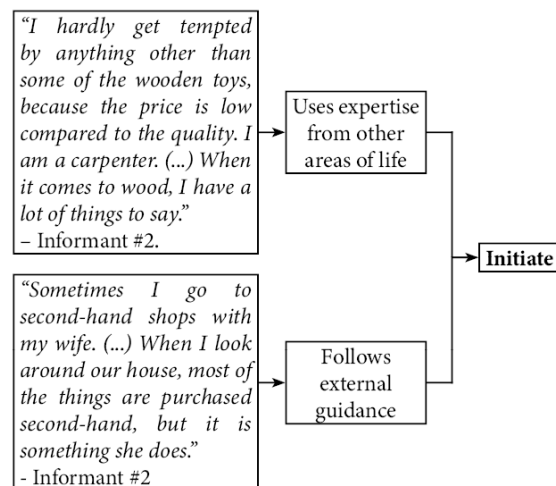 “I hardly get tempted
by anything other than
some of the wooden toys,
because the price is low
compared to the quality. I
am a carpenter. (...) When
it comes to wood, I have a
lot of things to say.”
– Informant #2.
Uses expertise
from other
areas of life
Initiate
“Sometimes I go to
second-hand shops with
my wife. (...) When I look
around our house, most of
the things are purchased
second-hand, but it is
something she does.”
- Informant #2
Follows
external
guidance